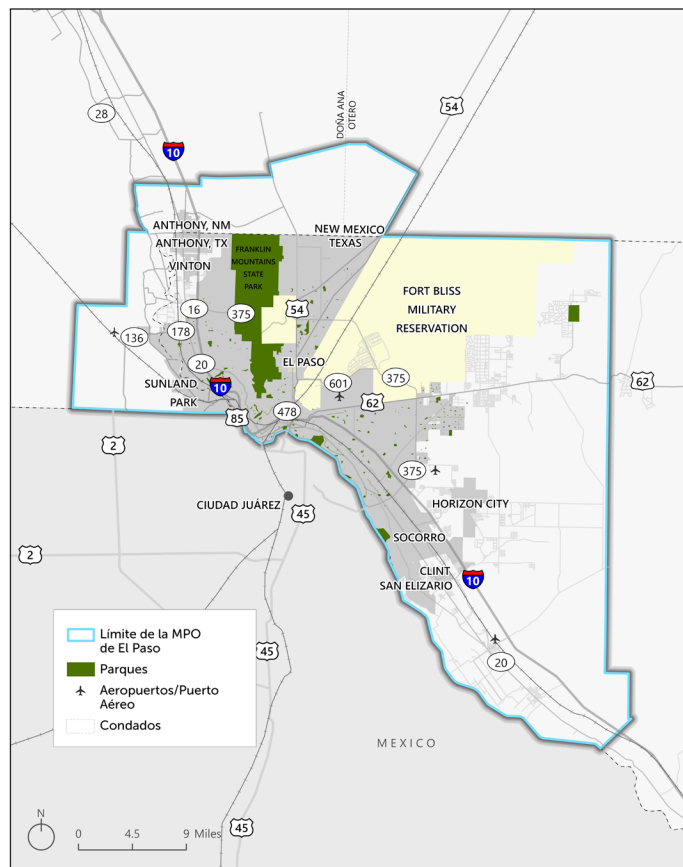 54
DOÑA ANA
OTERO
28
10
ANTHONY, NM
NEW MEXICO
ANTHONY, TX
TEXAS
VINTON
FRANKLIN
MOUNTAINS
STATE
PARK
FORT BLISS
MILITARY
RESERVATION
16
375
54
136
178
20
EL PASO
601
375
62
SUNLAND
PARK
10
62
85
478
2
375
CIUDAD JUÁREZ
45
HORIZON CITY
SOCORRO
2
CLINT
SAN ELIZARIO
10
Límite de la MPO
de El Paso
Parques
Aeropuertos/Puerto
Aéreo
Condados
45
20
MEXICO
N
0 4.5 9 Miles
45